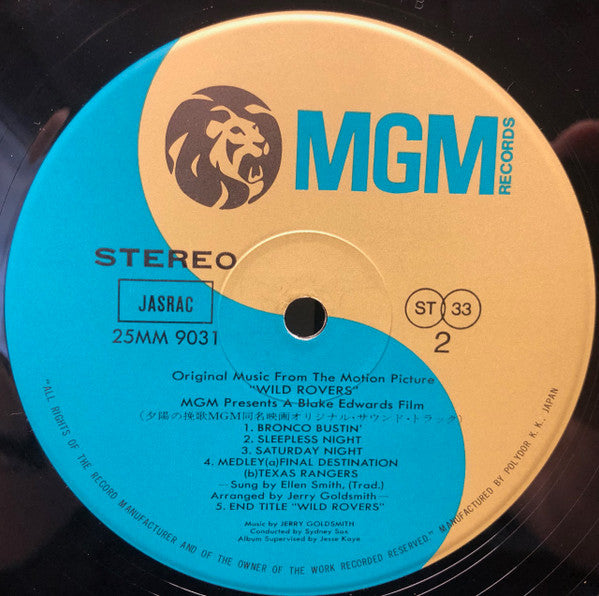 MGM
RECORDS
STEREO
JASRAC
25MM 9031
ST 33
2
Original Music From The Motion Picture
"WILD ROVERS"
MGM Presents A Blake Edwards Film
(夕陽の挽歌MGM同名映画オリジナル・サウンド・トラック)
1. BRONCO BUSTIN'
2. SLEEPLESS NIGHT
3. SATURDAY NIGHT
4. MEDLEY(a)FINAL DESTINATION
(b)TEXAS RANGERS
—Sung by Ellen Smith, (Trad.)
Arranged by Jerry Goldsmith—
5. END TITLE "WILD ROVERS"
Music by JERRY GOLDSMITH
Conducted by Sydney Sax
Album Supervised by Jesse Kaye
"ALL RIGHTS OF THE RECORD MANUFACTURER AND OF THE OWNER OF THE WORK RECORDED RESERVED." MANUFACTURED BY POLYDOR K. K. JAPAN